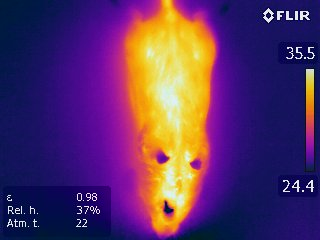 FLIR
35.5
24.4
ε 0.98
Rel. h. 37%
Atm. t. 22